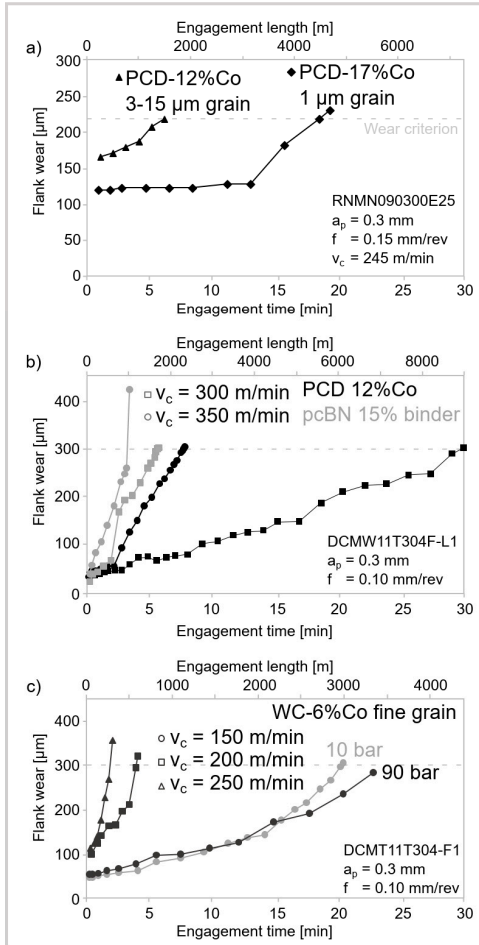 Engagement length [m]
a)
0 2000 4000 6000
300
250
200
150
100
50
0
Flank wear [µm]
▲PCD-12%Co
3-15 µm grain
◆PCD-17%Co
1 µm grain
Wear criterion
RNMN090300E25
ap = 0.3 mm
f = 0.15 mm/rev
vc = 245 m/min
0 5 10 15 20 25 30
Engagement time [min]
Engagement length [m]
b)
0 2000 4000 6000 8000
400
300
200
100
0
Flank wear [µm]
vc = 300 m/min
vc = 350 m/min
PCD 12%Co
pcBN 15% binder
DCMW11T304F-L1
ap = 0.3 mm
f = 0.10 mm/rev
0 5 10 15 20 25 30
Engagement time [min]
Engagement length [m]
c)
0 1000 2000 3000 4000
400
300
200
100
0
Flank wear [µm]
WC-6%Co fine grain
vc = 150 m/min
vc = 200 m/min
vc = 250 m/min
10 bar
90 bar
DCMT11T304-F1
ap = 0.3 mm
f = 0.10 mm/rev
0 5 10 15 20 25 30
Engagement time [min]